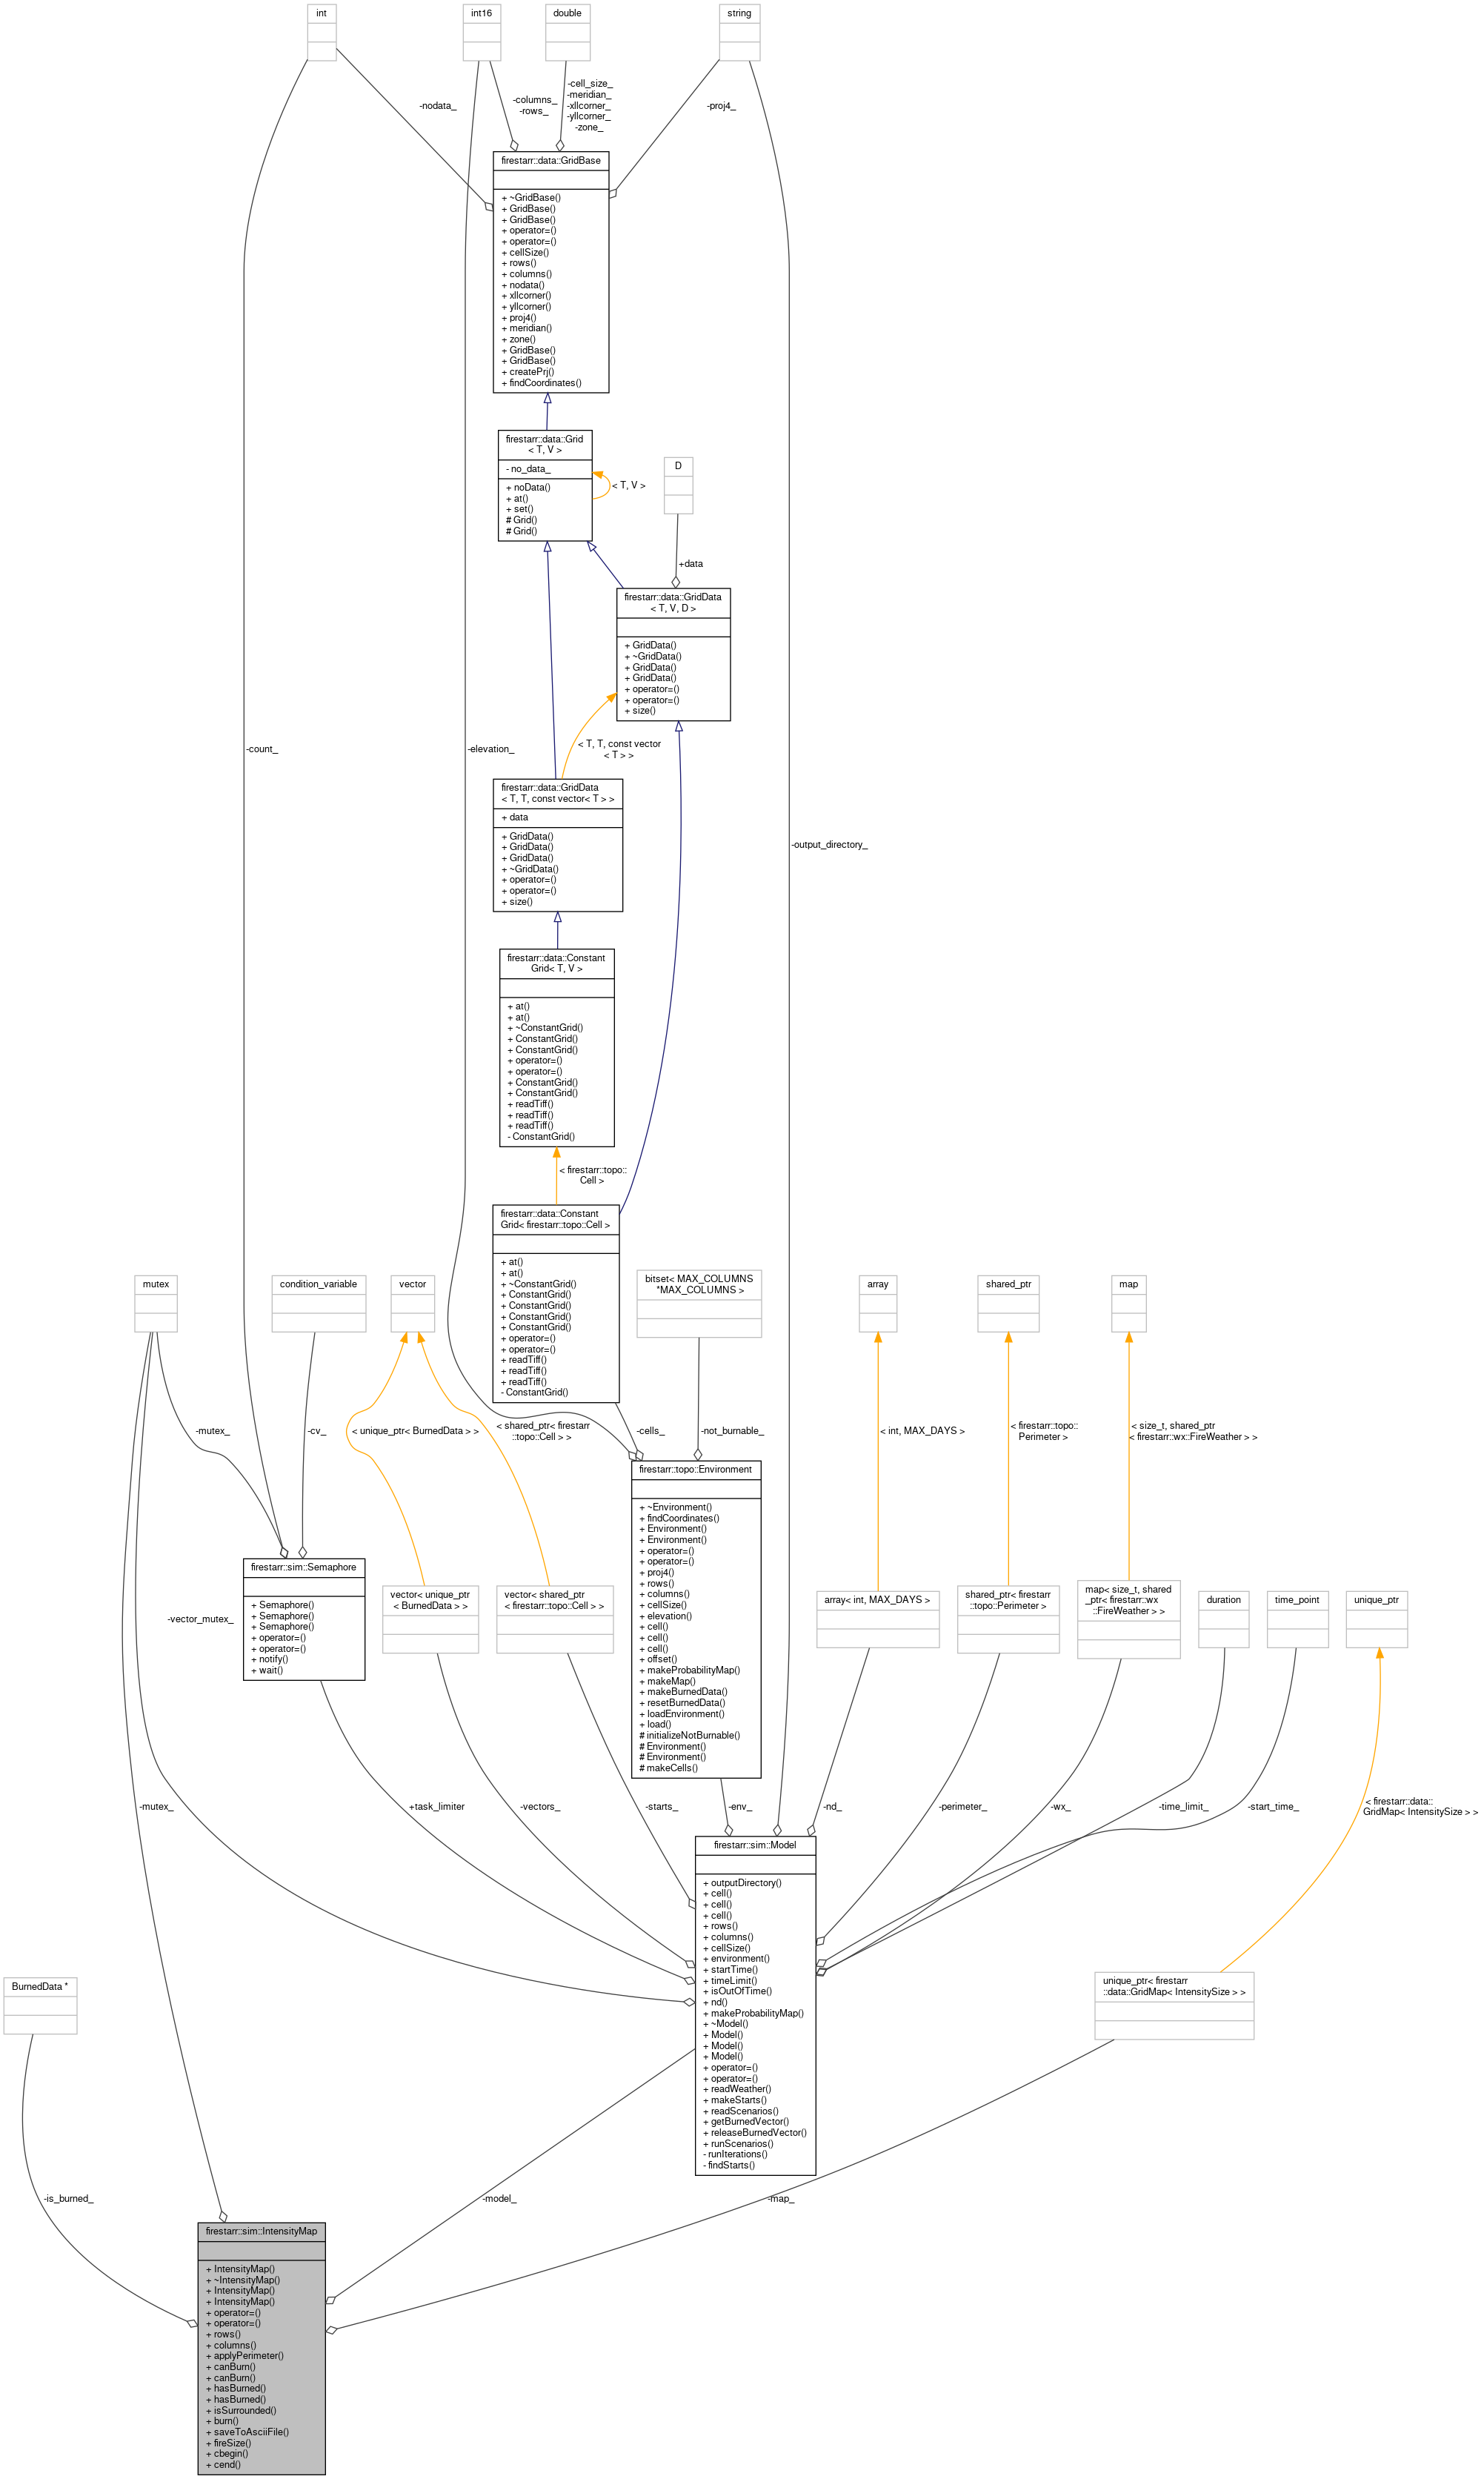 int
int16
double
string
-nodata_
-columns_
-rows_
-cell_size_
-meridian_
-xllcorner_
-yllcorner_
-zone_
-proj4_
firestarr::data::GridBase
+ ~GridBase()
+ GridBase()
+ GridBase()
+ operator=()
+ operator=()
+ cellSize()
+ rows()
+ columns()
+ nodata()
+ xllcorner()
+ yllcorner()
+ proj4()
+ meridian()
+ zone()
+ GridBase()
+ GridBase()
+ createPrj()
+ findCoordinates()
firestarr::data::Grid
< T, V >
- no_data_
+ noData()
+ at()
+ set()
# Grid()
# Grid()
< T, V >
D
+data
firestarr::data::GridData
< T, V, D >
+ GridData()
+ ~GridData()
+ GridData()
+ GridData()
+ operator=()
+ operator=()
+ size()
-count_
-elevation_
< T, T, const vector
< T > >
firestarr::data::GridData
< T, T, const vector< T > >
+ data
+ GridData()
+ GridData()
+ GridData()
+ ~GridData()
+ operator=()
+ operator=()
+ size()
-output_directory_
firestarr::data::Constant
Grid< T, V >
+ at()
+ at()
+ ~ConstantGrid()
+ ConstantGrid()
+ ConstantGrid()
+ operator=()
+ operator=()
+ ConstantGrid()
+ ConstantGrid()
+ readTiff()
+ readTiff()
+ readTiff()
- ConstantGrid()
< firestarr::topo::
Cell >
firestarr::data::Constant
Grid< firestarr::topo::Cell >
+ at()
+ at()
+ ~ConstantGrid()
+ ConstantGrid()
+ ConstantGrid()
+ ConstantGrid()
+ ConstantGrid()
+ operator=()
+ operator=()
+ readTiff()
+ readTiff()
+ readTiff()
- ConstantGrid()
mutex
condition_variable
vector
bitset< MAX_COLUMNS
*MAX_COLUMNS >
array
shared_ptr
map
-mutex_
-cv_
< unique_ptr< BurnedData > >
< shared_ptr< firestarr
::topo::Cell > >
-cells_
-not_burnable_
< int, MAX_DAYS >
< firestarr::topo::
Perimeter >
< size_t, shared_ptr
< firestarr::wx::FireWeather > >
firestarr::topo::Environment
+ ~Environment()
+ findCoordinates()
+ Environment()
+ Environment()
+ operator=()
+ operator=()
+ proj4()
+ rows()
+ columns()
+ cellSize()
+ elevation()
+ cell()
+ cell()
+ cell()
+ offset()
+ makeProbabilityMap()
+ makeMap()
+ makeBurnedData()
+ resetBurnedData()
+ loadEnvironment()
+ load()
# initializeNotBurnable()
# Environment()
# Environment()
# makeCells()
-vector_mutex_
firestarr::sim::Semaphore
+ Semaphore()
+ Semaphore()
+ Semaphore()
+ operator=()
+ operator=()
+ notify()
+ wait()
vector< unique_ptr
< BurnedData > >
vector< shared_ptr
< firestarr::topo::Cell > >
array< int, MAX_DAYS >
shared_ptr< firestarr
::topo::Perimeter >
map< size_t, shared
_ptr< firestarr::wx
::FireWeather > >
duration
time_point
unique_ptr
-mutex_
+task_limiter
-vectors_
-starts_
-env_
-nd_
-perimeter_
-wx_
-time_limit_
-start_time_
< firestarr::data::
GridMap< IntensitySize > >
firestarr::sim::Model
+ outputDirectory()
+ cell()
+ cell()
+ cell()
+ rows()
+ columns()
+ cellSize()
+ environment()
+ startTime()
+ timeLimit()
+ isOutOfTime()
+ nd()
+ makeProbabilityMap()
+ ~Model()
+ Model()
+ Model()
+ Model()
+ operator=()
+ operator=()
+ readWeather()
+ makeStarts()
+ readScenarios()
+ getBurnedVector()
+ releaseBurnedVector()
+ runScenarios()
- runIterations()
- findStarts()
BurnedData *
unique_ptr< firestarr
::data::GridMap< IntensitySize > >
-is_burned_
-model_
-map_
firestarr::sim::IntensityMap
+ IntensityMap()
+ ~IntensityMap()
+ IntensityMap()
+ IntensityMap()
+ operator=()
+ operator=()
+ rows()
+ columns()
+ applyPerimeter()
+ canBurn()
+ canBurn()
+ hasBurned()
+ hasBurned()
+ isSurrounded()
+ burn()
+ saveToAsciiFile()
+ fireSize()
+ cbegin()
+ cend()